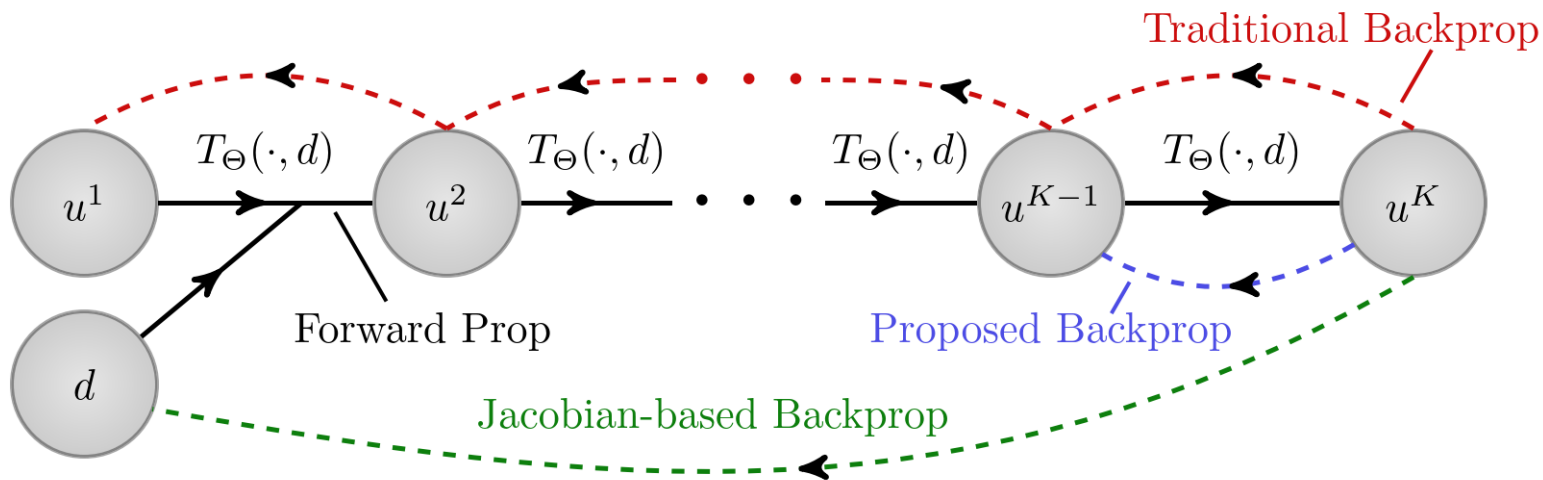 Traditional Backprop
T_Θ(·, d) T_Θ(·, d) T_Θ(·, d) T_Θ(·, d)
u^1 u^2 · · · u^{K−1} u^K
Forward Prop Proposed Backprop
d
Jacobian-based Backprop